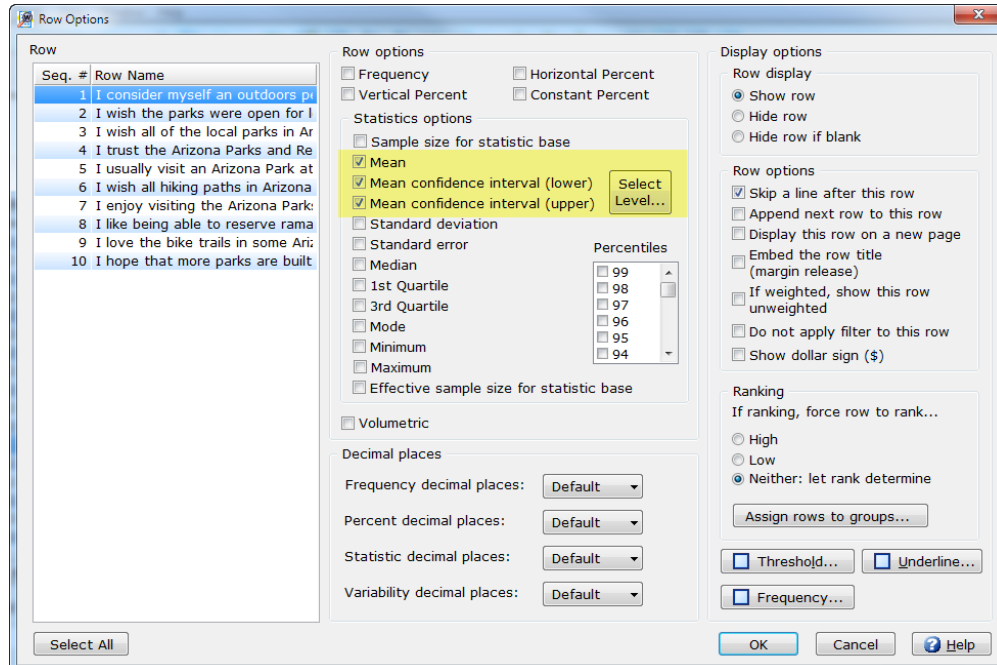 Row Options
Row
Seq. # Row Name
1 I consider myself an outdoors pe
2 I wish the parks were open for l
3 I wish all of the local parks in Ar
4 I trust the Arizona Parks and Re
5 I usually visit an Arizona Park at
6 I wish all hiking paths in Arizona
7 I enjoy visiting the Arizona Park
8 I like being able to reserve rama
9 I love the bike trails in some Ariz
10 I hope that more parks are built
Select All
Row options
Frequency Horizontal Percent
Vertical Percent Constant Percent
Statistics options
Sample size for statistic base
Mean
Mean confidence interval (lower)
Mean confidence interval (upper)
Select
Level...
Standard deviation
Standard error
Median
1st Quartile
3rd Quartile
Mode
Minimum
Maximum
Effective sample size for statistic base
Percentiles
99
98
97
96
95
94
Volumetric
Decimal places
Frequency decimal places: Default
Percent decimal places: Default
Statistic decimal places: Default
Variability decimal places: Default
Display options
Row display
Show row
Hide row
Hide row if blank
Row options
Skip a line after this row
Append next row to this row
Display this row on a new page
Embed the row title
(margin release)
If weighted, show this row
unweighted
Do not apply filter to this row
Show dollar sign ($)
Ranking
If ranking, force row to rank...
High
Low
Neither: let rank determine
Assign rows to groups...
Threshold... Underline...
Frequency...
OK Cancel Help